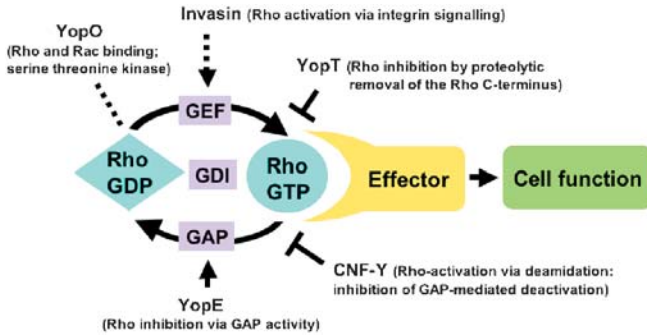 Invasin (Rho activation via integrin signalling)
YopO
(Rho and Rac binding;
serine threonine kinase)
YopT (Rho inhibition by proteolytic
removal of the Rho C-terminus)
GEF
Rho
GDP
GDI
Rho
GTP
Effector
Cell function
GAP
CNF-Y (Rho-activation via deamidation:
inhibition of GAP-mediated deactivation)
YopE
(Rho inhibition via GAP activity)